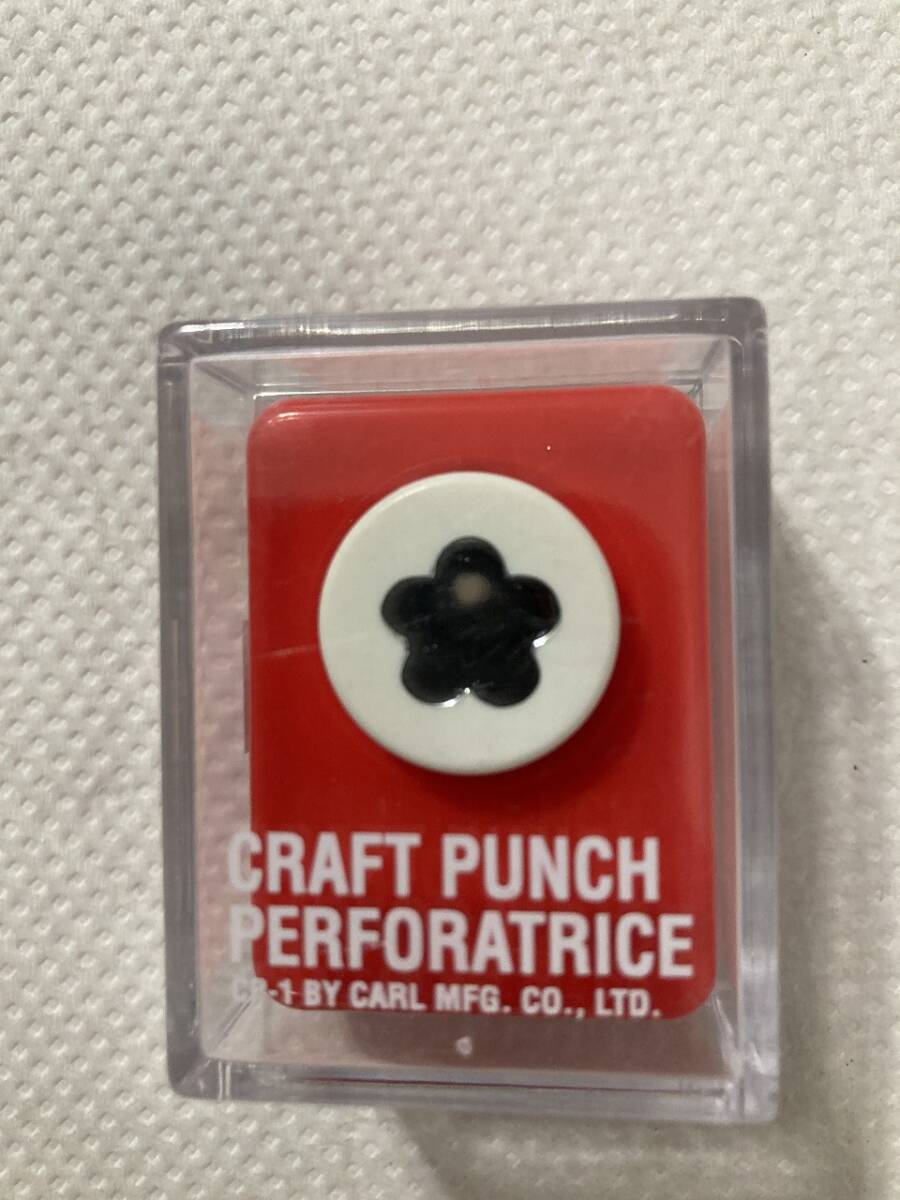 CRAFT PUNCH
PERFORATRICE
CP-1 BY CARL MFG. CO., LTD.